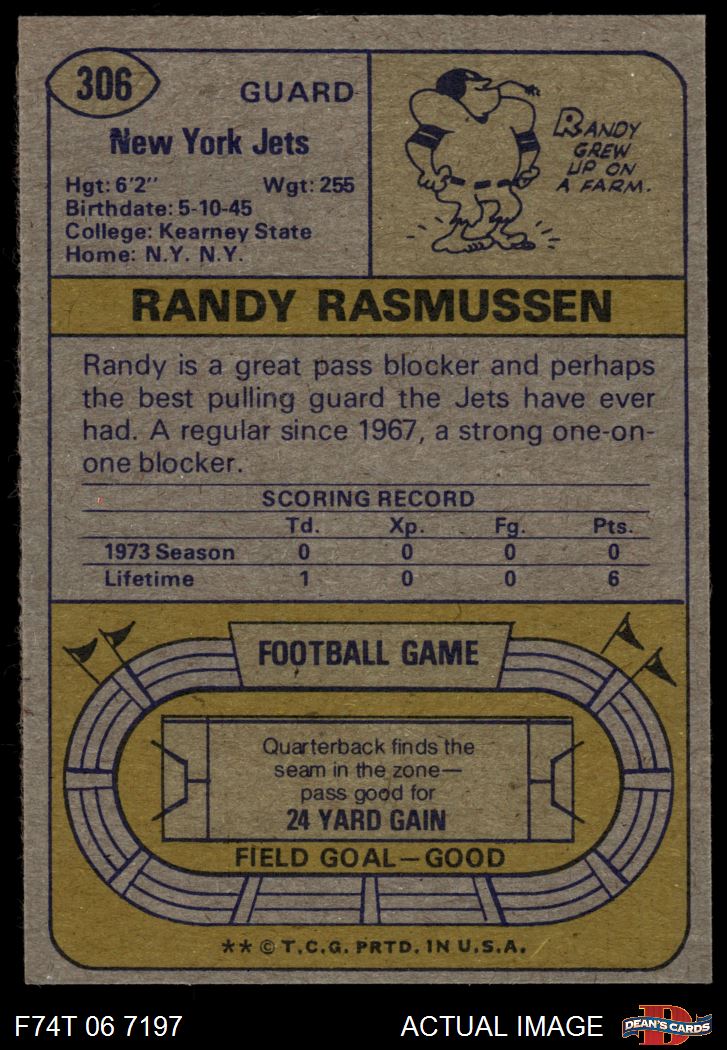 306
GUARD
New York Jets
Hgt: 6'2" Wgt: 255
Birthdate: 5-10-45
College: Kearney State
Home: N.Y. N.Y.
RANDY
GREW
UP ON
A FARM.
RANDY RASMUSSEN
Randy is a great pass blocker and perhaps
the best pulling guard the Jets have ever
had. A regular since 1967, a strong one-on-
one blocker.
SCORING RECORD
Td. Xp. Fg. Pts.
1973 Season 0 0 0 0
Lifetime 1 0 0 6
FOOTBALL GAME
Quarterback finds the
seam in the zone—
pass good for
24 YARD GAIN
FIELD GOAL—GOOD
** © T.C.G. PRTD. IN U.S.A.
F74T 06 7197 ACTUAL IMAGE
D
DEAN'S CARDS